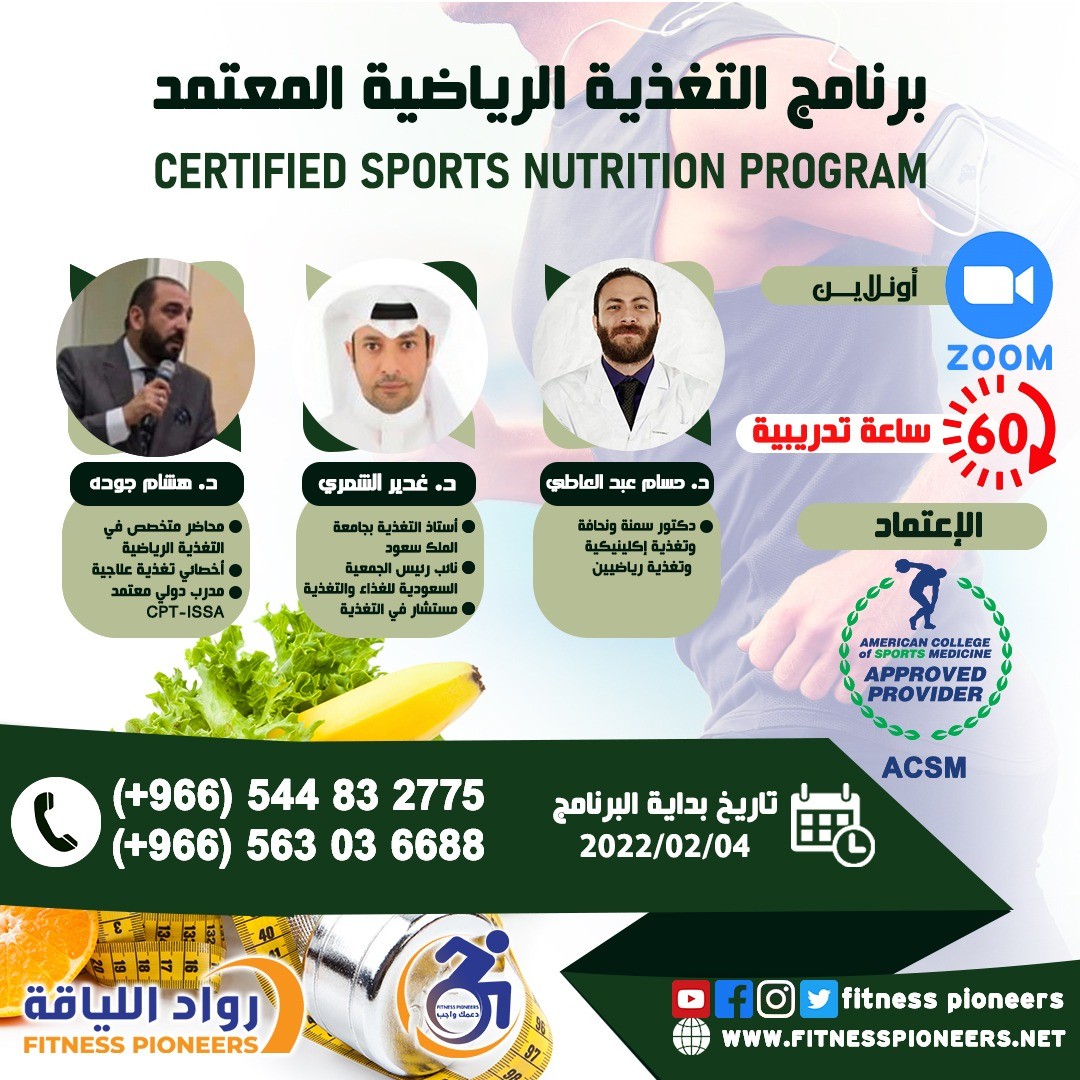 برنامج التغذية الرياضية المعتمد
CERTIFIED SPORTS NUTRITION PROGRAM
أونلايــن
ZOOM
60 ساعة تدريبية
الإعتماد
AMERICAN COLLEGE
of SPORTS MEDICINE
APPROVED
PROVIDER
ACSM
د. حسام عبد العاطي
دكتور سمنة ونحافة
وتغذية إكلينيكية
وتغذية رياضيين
د. غدير الشمري
أستاذ التغذية بجامعة
الملك سعود
نائب رئيس الجمعية
السعودية للغذاء والتغذية
مستشار في التغذية
د. هشام جوده
محاضر متخصص في
التغذية الرياضية
أخصائي تغذية علاجية
مدرب دولي معتمد
CPT-ISSA
تاريخ بداية البرنامج
2022/02/04
(+966) 544 83 2775
(+966) 563 03 6688
رواد اللياقة
FITNESS PIONEERS
FITNESS PIONEERS
دعمك واجب
fitness pioneers
WWW.FITNESSPIONEERS.NET